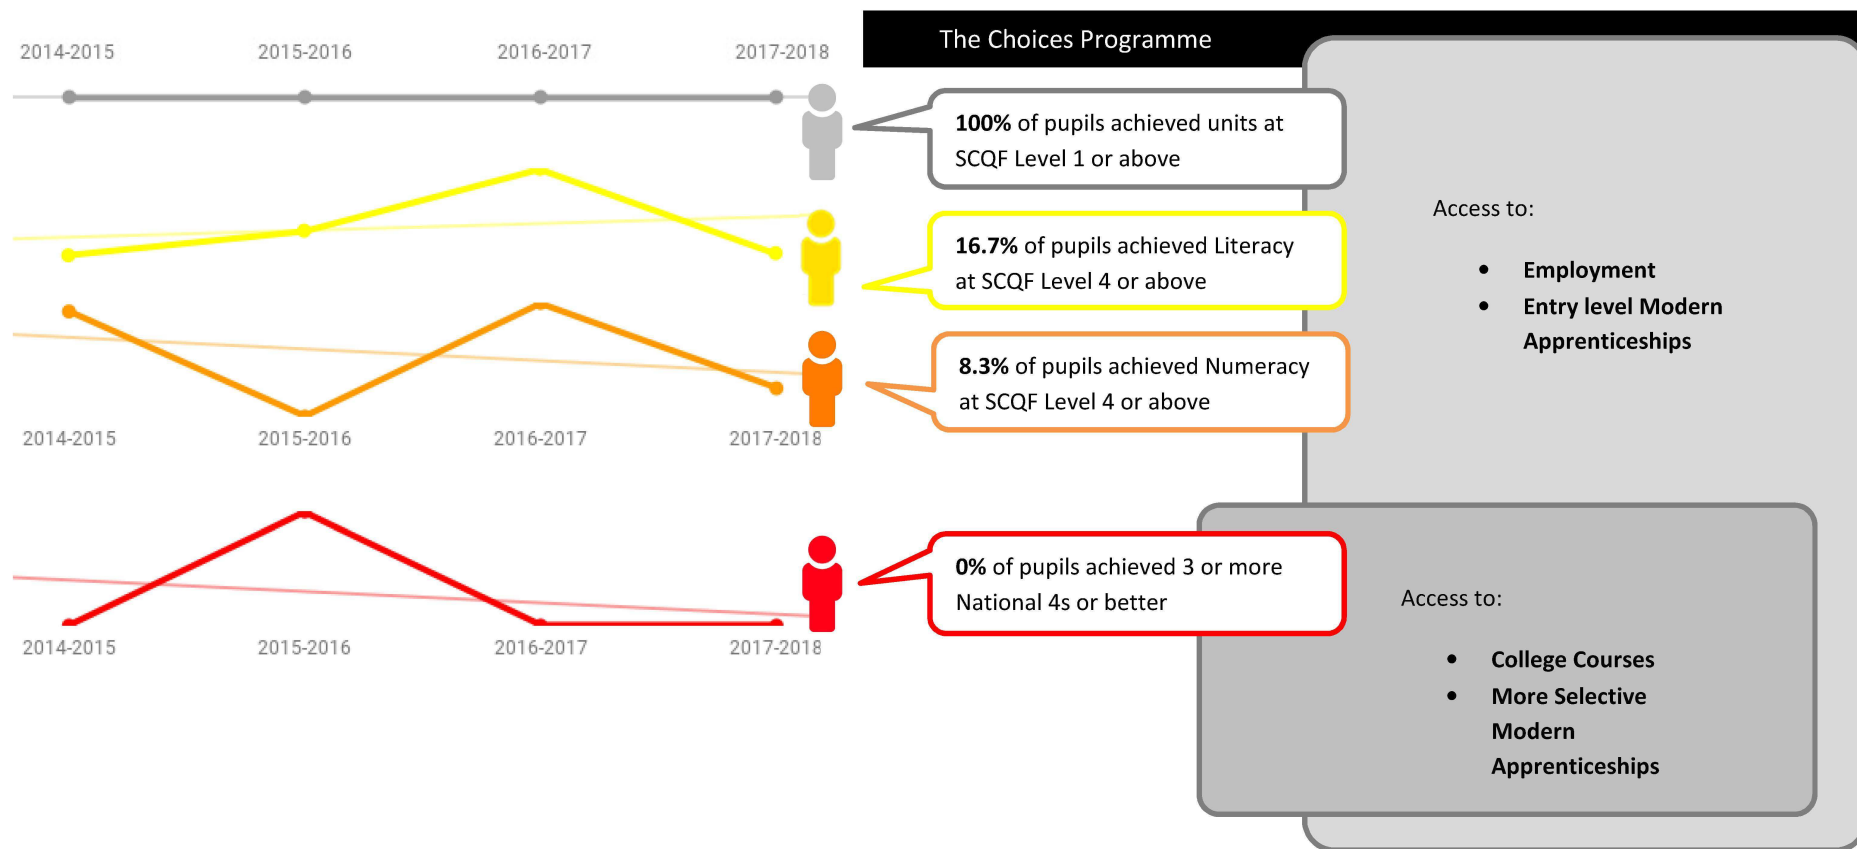 The Choices Programme
2014-2015 2015-2016 2016-2017 2017-2018
100% of pupils achieved units at
SCQF Level 1 or above
16.7% of pupils achieved Literacy
at SCQF Level 4 or above
8.3% of pupils achieved Numeracy
at SCQF Level 4 or above
2014-2015 2015-2016 2016-2017 2017-2018
Access to:
• Employment
• Entry level Modern
Apprenticeships
0% of pupils achieved 3 or more
National 4s or better
2014-2015 2015-2016 2016-2017 2017-2018
Access to:
• College Courses
• More Selective
Modern
Apprenticeships